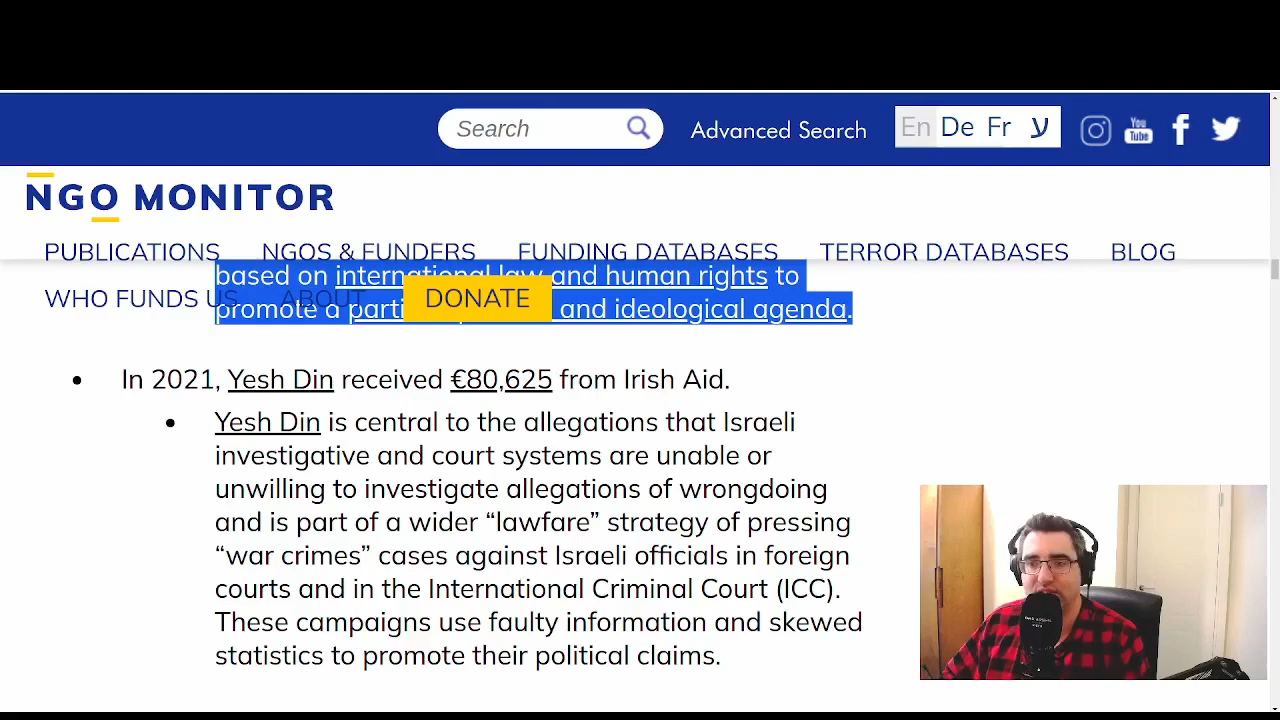 Search
Advanced Search
En De Fr ע
You Tube
NGO MONITOR
PUBLICATIONS NGOS & FUNDERS FUNDING DATABASES TERROR DATABASES BLOG
based on international law and human rights to
WHO FUNDS US ABOUT DONATE
promote a and ideological agenda.
• In 2021, Yesh Din received €80,625 from Irish Aid.
• Yesh Din is central to the allegations that Israeli
investigative and court systems are unable or
unwilling to investigate allegations of wrongdoing
and is part of a wider “lawfare” strategy of pressing
“war crimes” cases against Israeli officials in foreign
courts and in the International Criminal Court (ICC).
These campaigns use faulty information and skewed
statistics to promote their political claims.